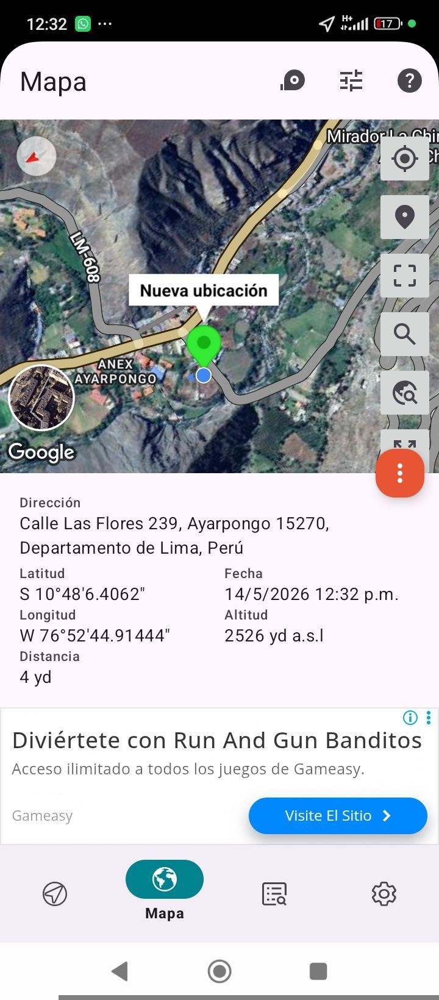 12:32
H+
17
Mapa
Mirador La Chi
LM-608
Nueva ubicación
ANEX
AYARPONGO
Google
Dirección
Calle Las Flores 239, Ayarpongo 15270,
Departamento de Lima, Perú
Latitud
Fecha
S 10°48'6.4062"
14/5/2026 12:32 p.m.
Longitud
Altitud
W 76°52'44.91444"
2526 yd a.s.l
Distancia
4 yd
Diviértete con Run And Gun Banditos
Acceso ilimitado a todos los juegos de Gameasy.
Gameasy
Visite El Sitio
Mapa